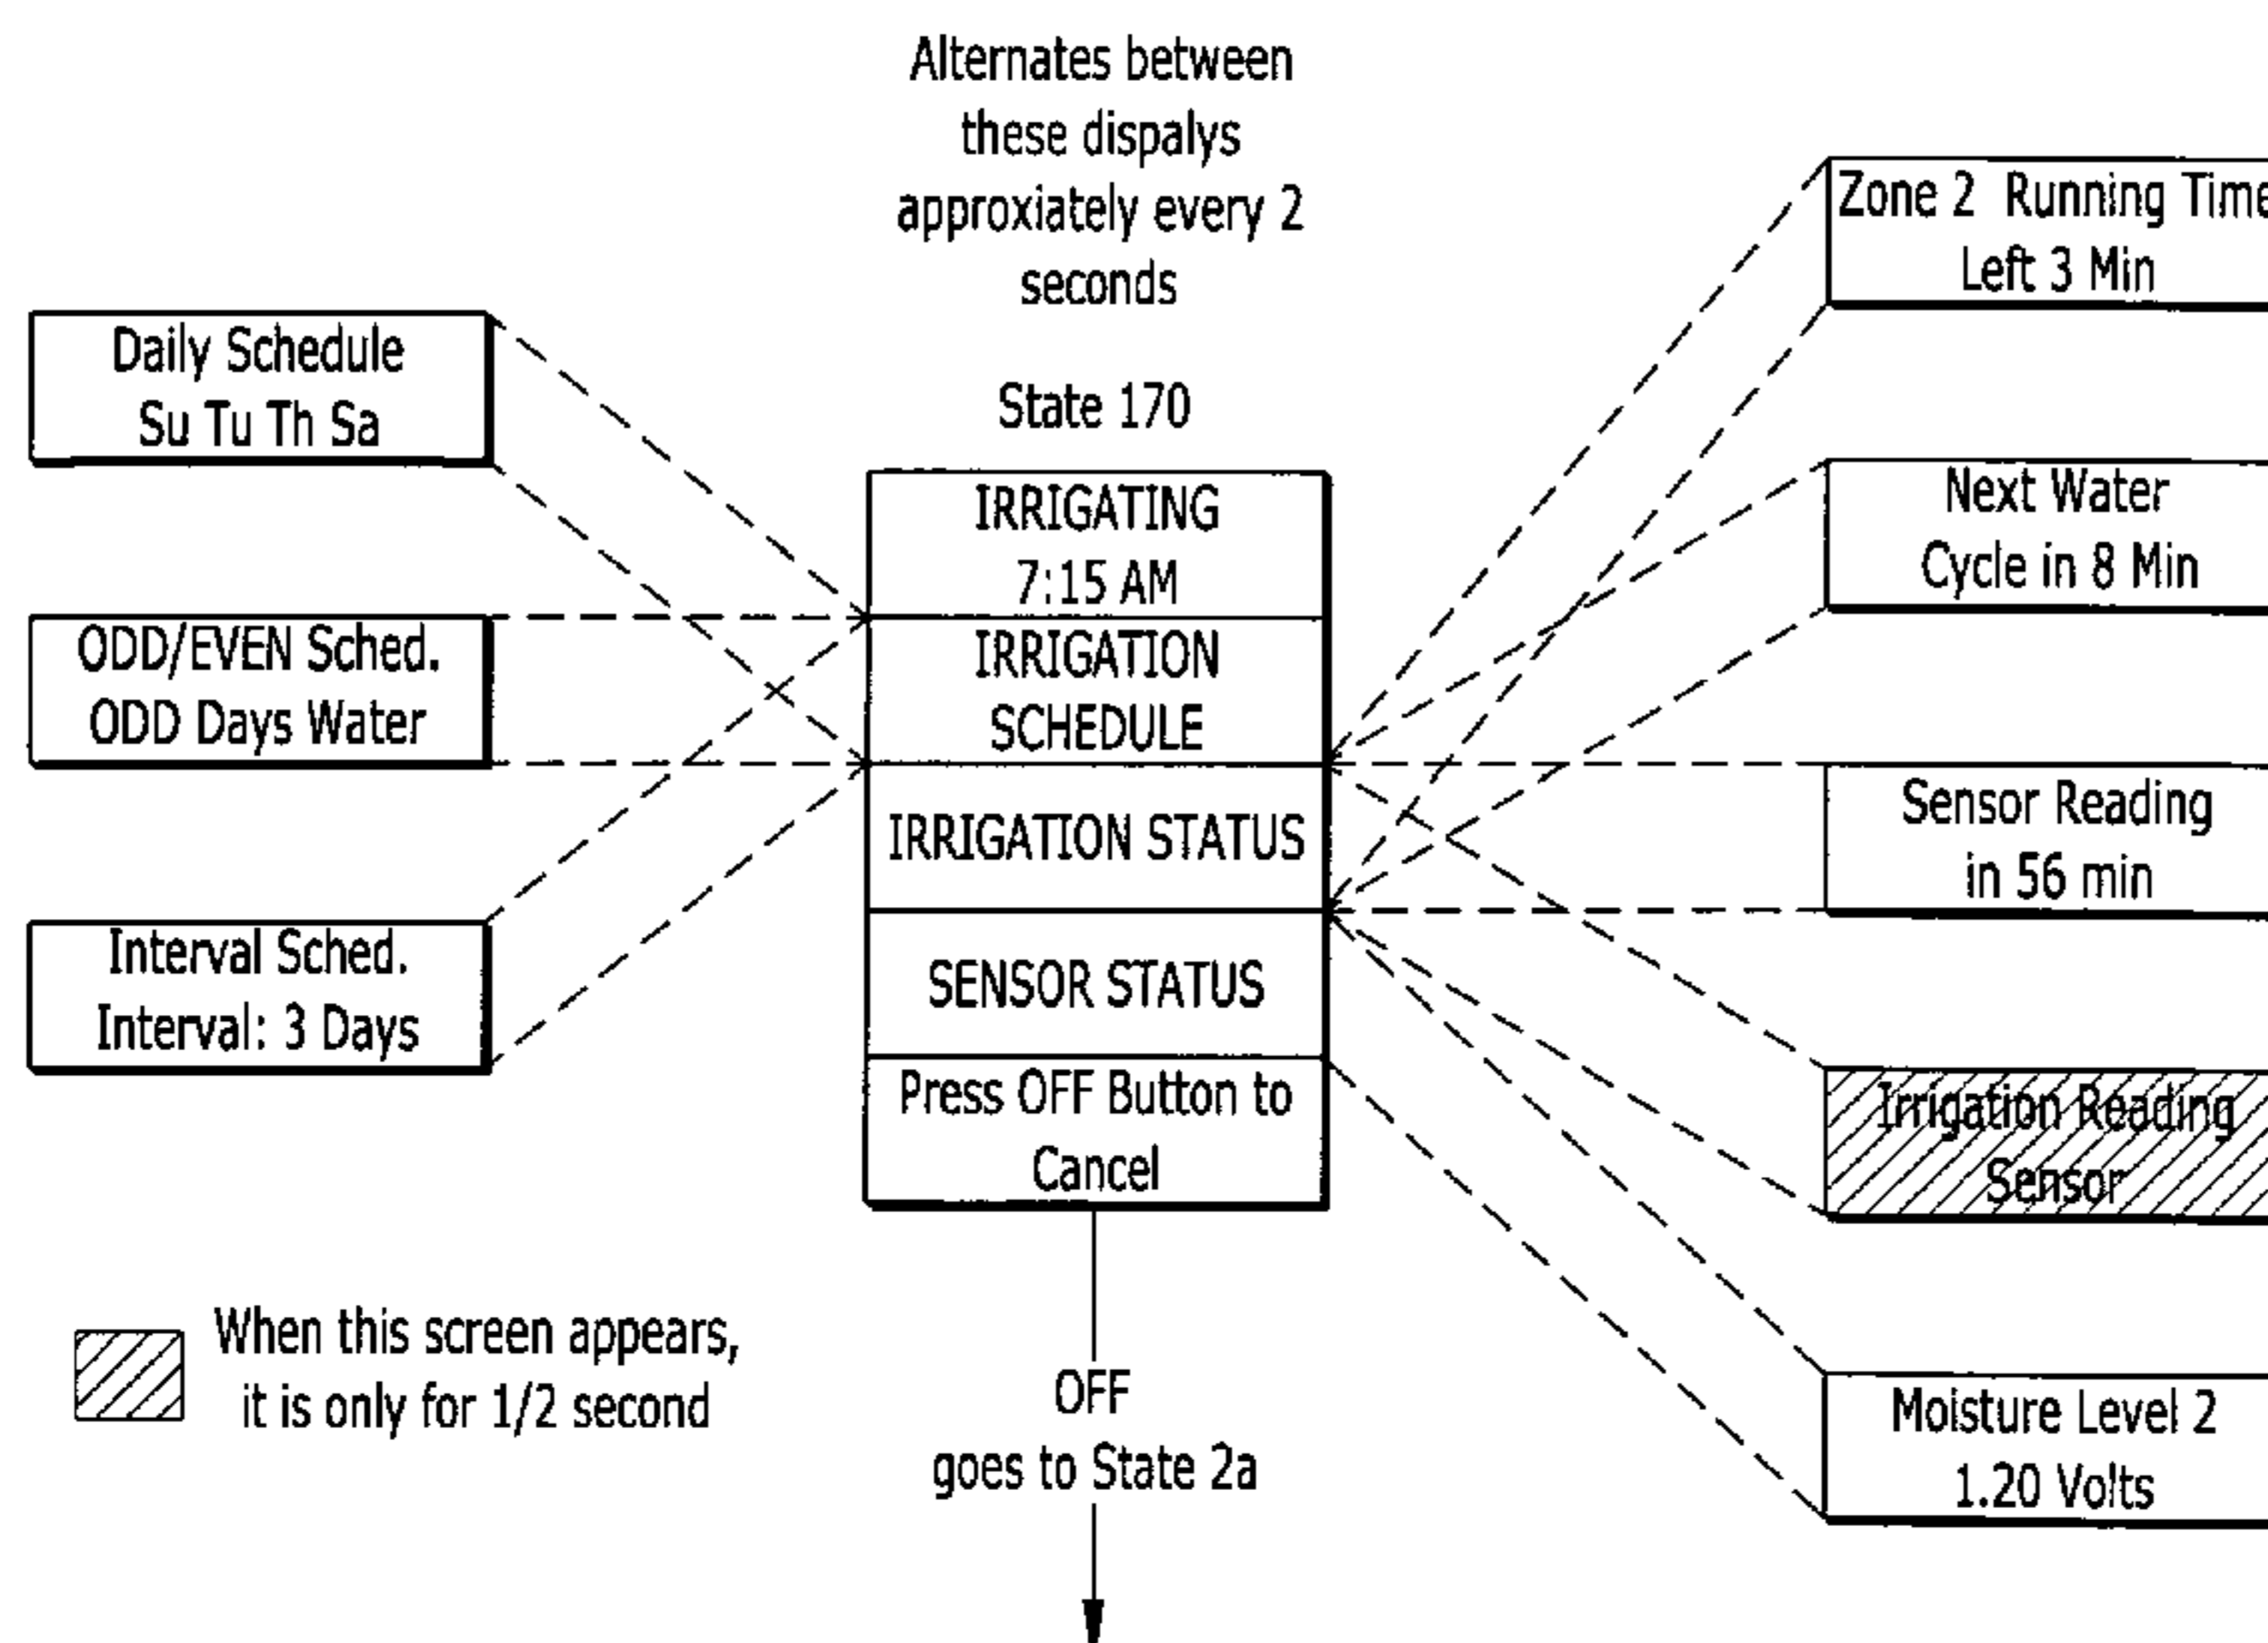 Alternates between
these dispalys
approxiately every 2
seconds
State 170
Daily Schedule
Su Tu Th Sa
ODD/EVEN Sched.
ODD Days Water
Interval Sched.
Interval: 3 Days
IRRIGATING
7:15 AM
IRRIGATION
SCHEDULE
IRRIGATION STATUS
SENSOR STATUS
Press OFF Button to
Cancel
Zone 2 Running Time
Left 3 Min
Next Water
Cycle in 8 Min
Sensor Reading
in 56 min
Irrigation Reading
Sensor
Moisture Level 2
1.20 Volts
When this screen appears,
it is only for 1/2 second
OFF
goes to State 2a